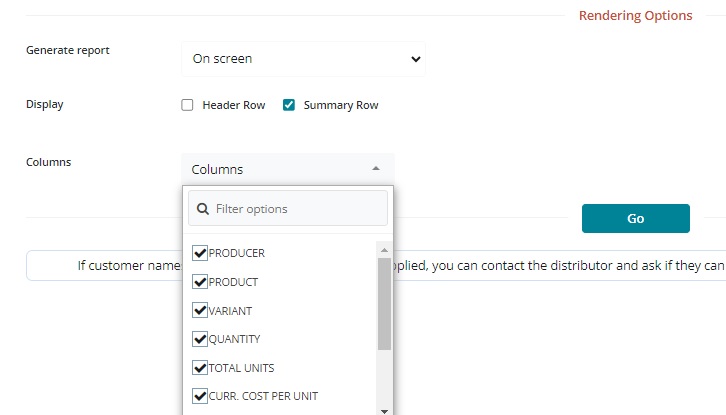 Rendering Options
Generate report
On screen
Display
Header Row
Summary Row
Columns
Columns
Filter options
Go
If customer name
, you can contact the distributor and ask if they can
PRODUCER
PRODUCT
VARIANT
QUANTITY
TOTAL UNITS
CURR. COST PER UNIT